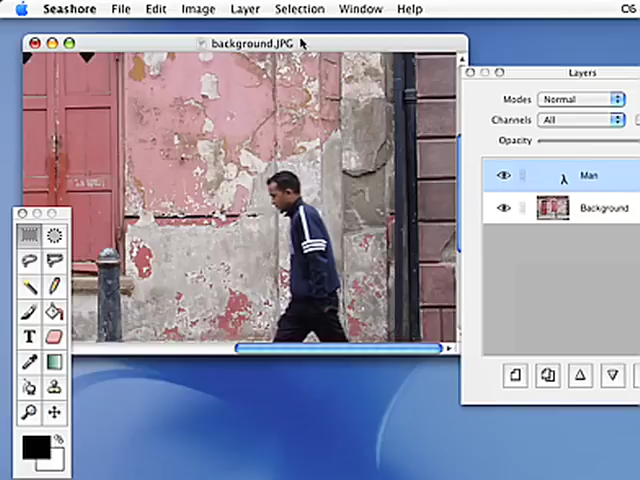 Seashore File Edit Image Layer Selection Window Help
background.JPG
Layers
Modes Normal
Channels All
Opacity
Man
Background
T